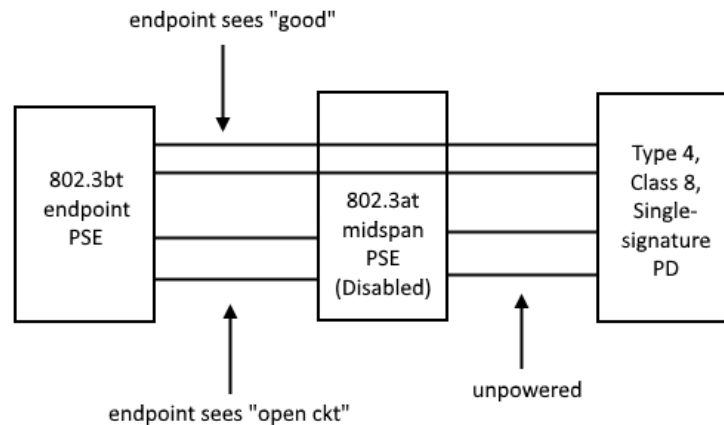 endpoint sees "good"
802.3bt
endpoint
PSE
802.3at
midspan
PSE
(Disabled)
Type 4,
Class 8,
Single-
signature
PD
endpoint sees "open ckt"
unpowered